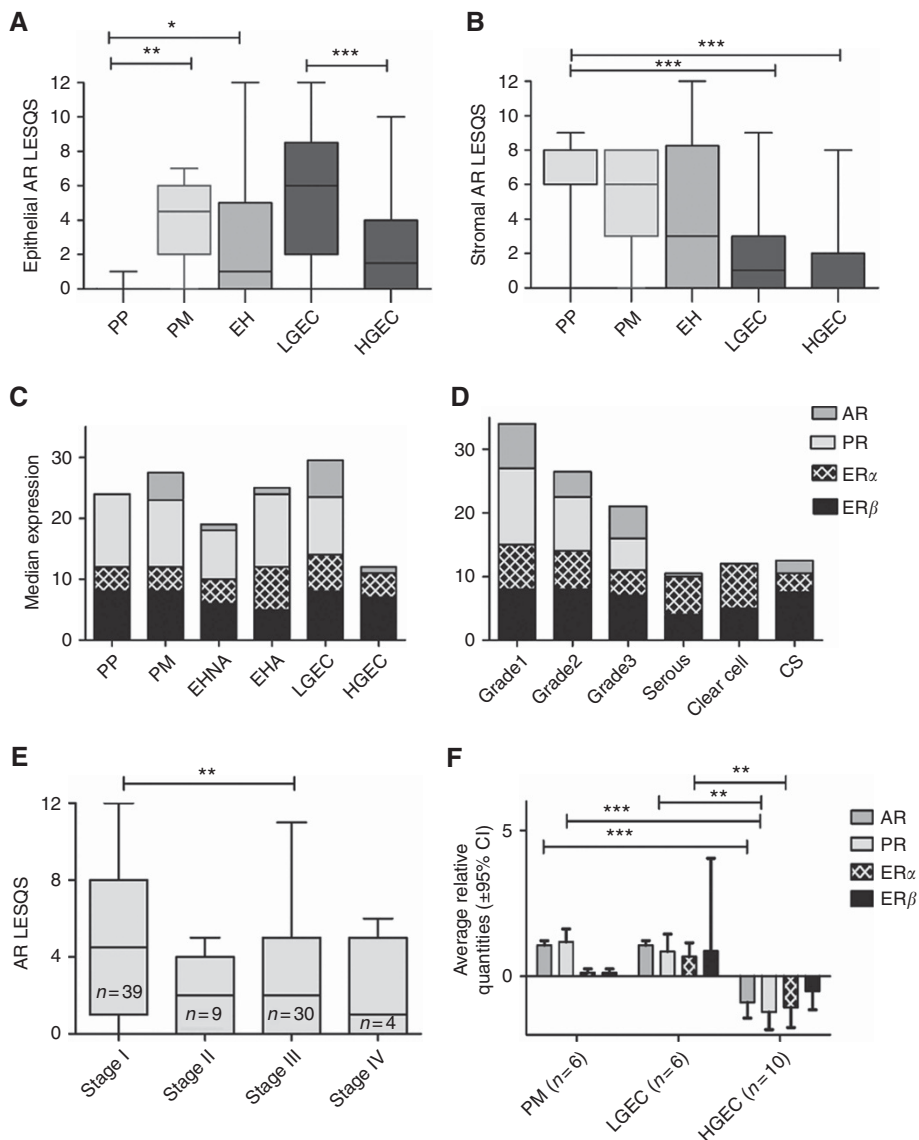 A
*
**
***
Epithelial AR LESQS
12
10
8
6
4
2
0
PP
PM
EH
LGEC
HGEC
B
***
***
Stromal AR LESQS
12
10
8
6
4
2
0
PP
PM
EH
LGEC
HGEC
C
Median expression
30
20
10
0
PP
PM
EHNA
EHA
LGEC
HGEC
D
30
20
10
0
Grade1
Grade2
Grade3
Serous
Clear cell
CS
AR
PR
ERα
ERβ
E
**
AR LESQS
12
8
4
0
n=39
n=9
n=30
n=4
Stage I
Stage II
Stage III
Stage IV
F
**
**
***
***
Average relative
quantities (±95% CI)
5
0
PM (n=6)
LGEC (n=6)
HGEC (n=10)
AR
PR
ERα
ERβ